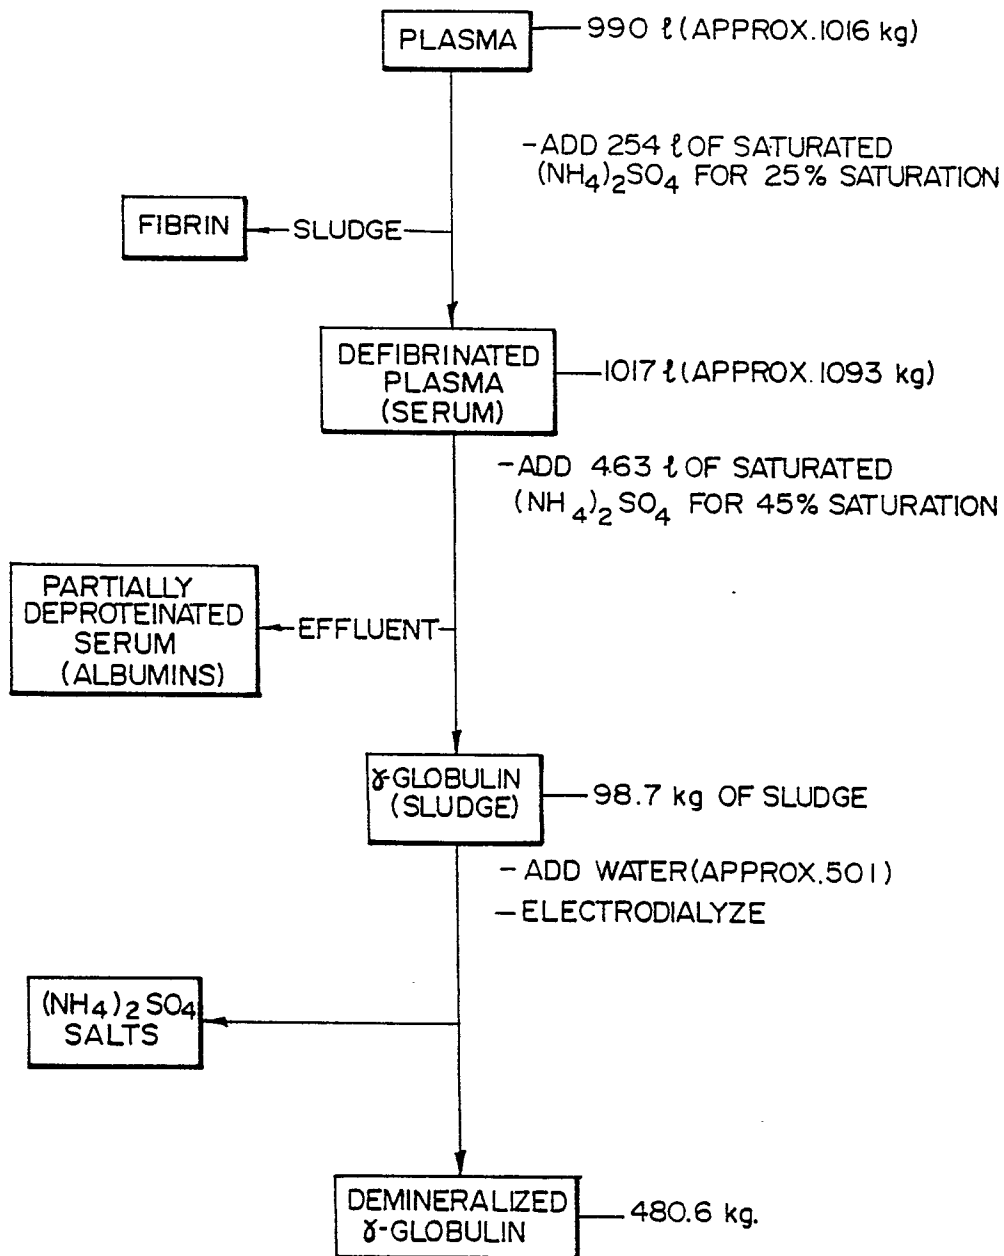 PLASMA
990 ℓ (APPROX. 1016 kg)
-ADD 254 ℓ OF SATURATED
(NH4)2SO4 FOR 25% SATURATION
FIBRIN
SLUDGE
DEFIBRINATED
PLASMA
(SERUM)
1017 ℓ (APPROX. 1093 kg)
-ADD 463 ℓ OF SATURATED
(NH4)2SO4 FOR 45% SATURATION
PARTIALLY
DEPROTEINATED
SERUM
(ALBUMINS)
EFFLUENT
γ-GLOBULIN
(SLUDGE)
98.7 kg OF SLUDGE
- ADD WATER (APPROX. 501)
- ELECTRODIALYZE
(NH4)2SO4
SALTS
DEMINERALIZED
γ-GLOBULIN
480.6 kg.